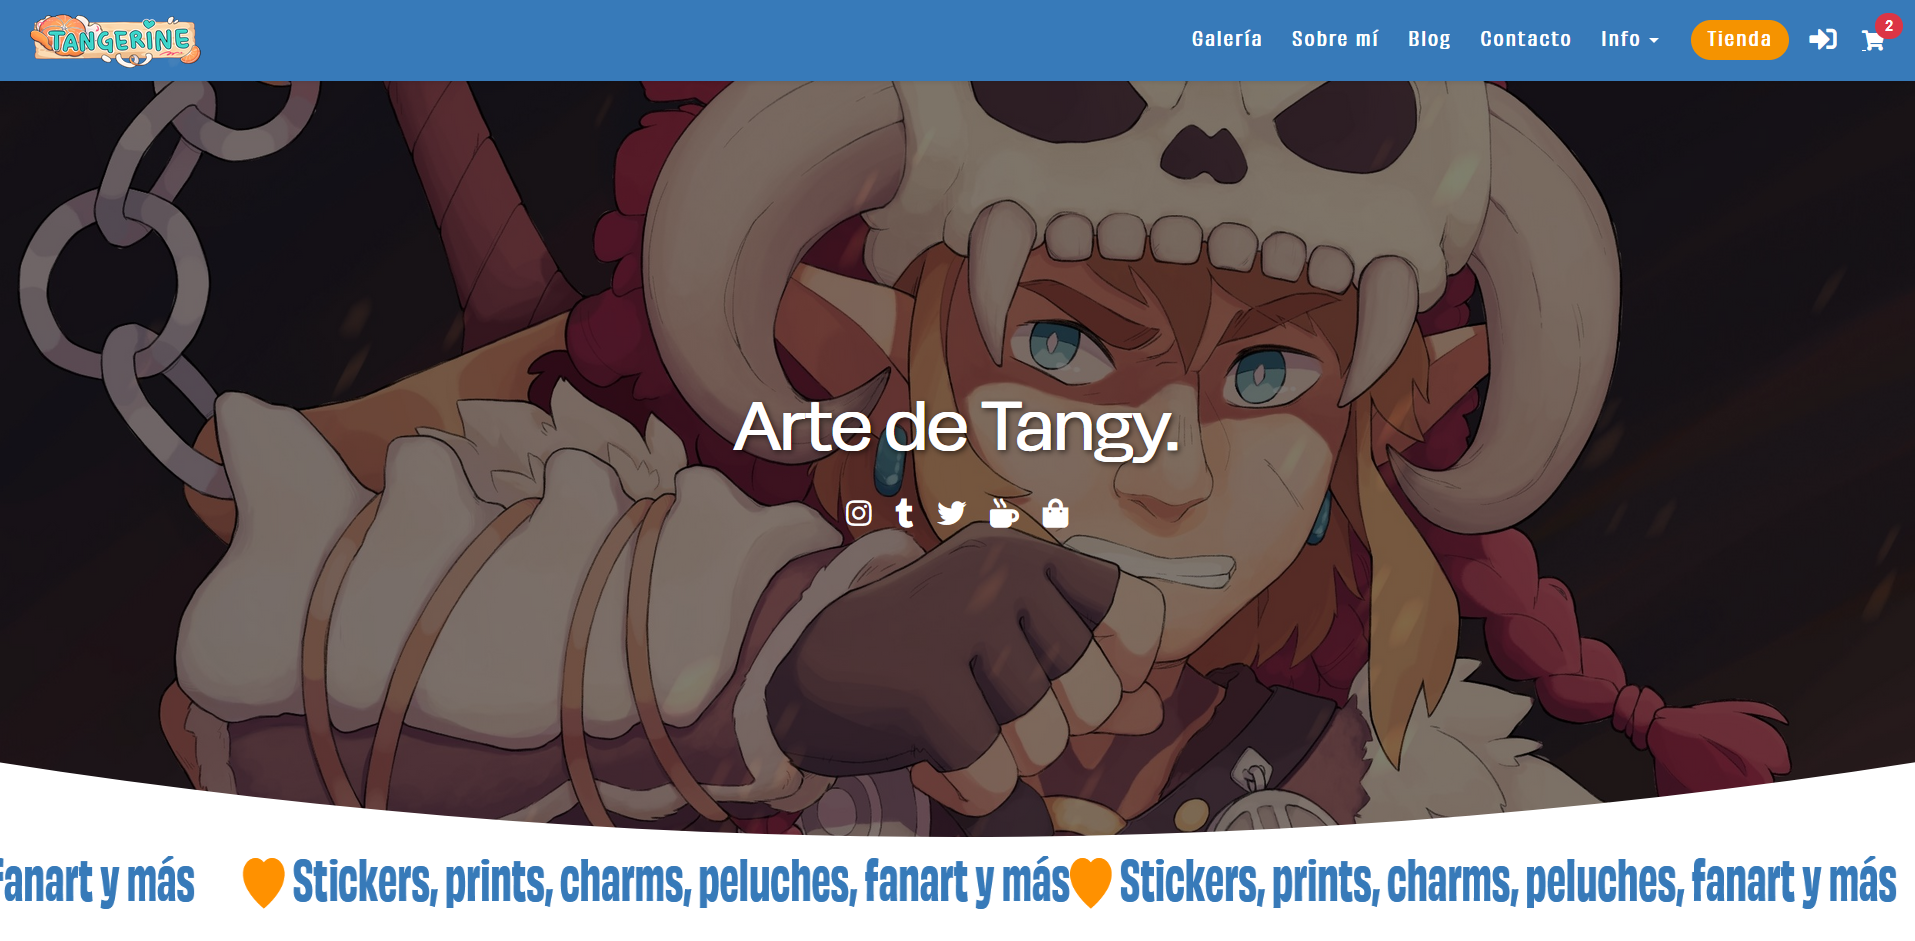 TANGERINE
Galería Sobre mí Blog Contacto Info Tienda 2
Arte de Tangy.
fanart y más Stickers, prints, charms, peluches, fanart y más Stickers, prints, charms, peluches, fanart y más